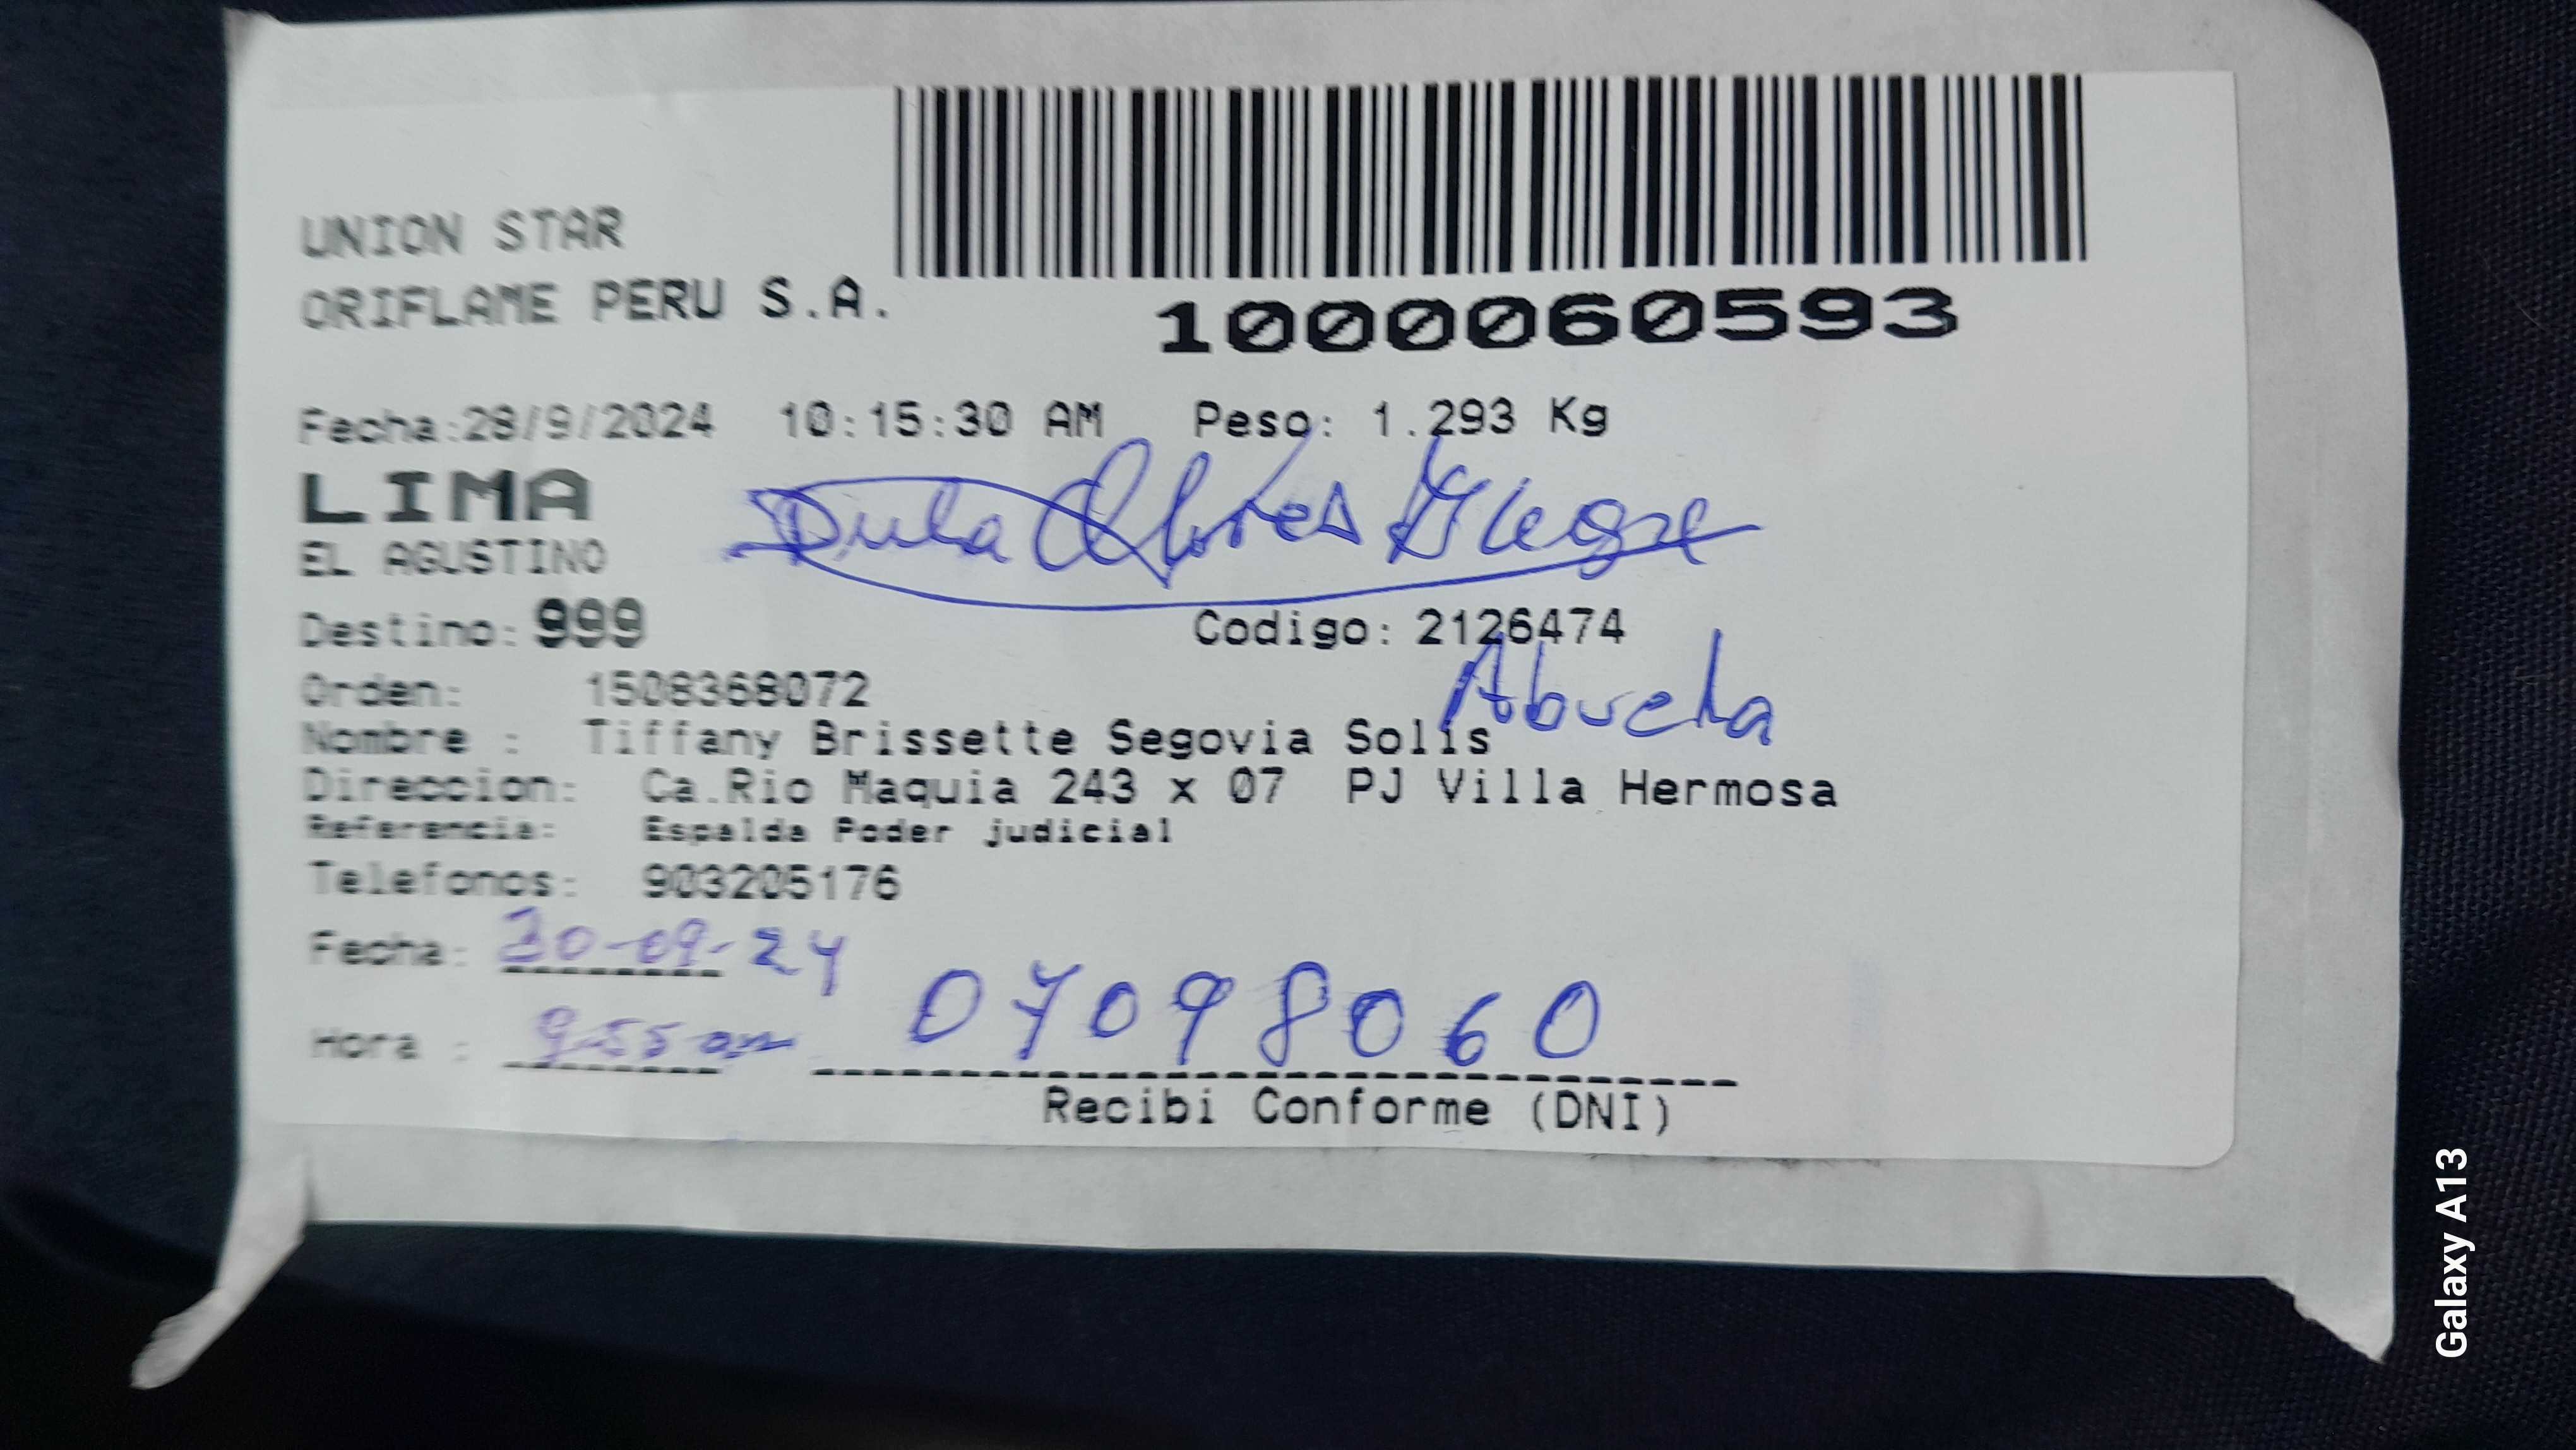 UNION STAR
ORIFLAME PERU S.A.
1000060593
Fecha:28/9/2024 10:15:30 AM Peso: 1.293 Kg
LIMA
EL AGUSTINO
Destino: 999 Codigo: 2126474
Abuela
Orden: 1508368072
Nombre : Tiffany Brissette Segovia Solis
Direccion: Ca.Rio Maquia 243 x 07 PJ Villa Hermosa
Referencia: Espalda Poder judicial
Telefonos: 903205176
Fecha: 30-09-24
Hora : 9:55 am 07098060
Recibi Conforme (DNI)
Galaxy A13